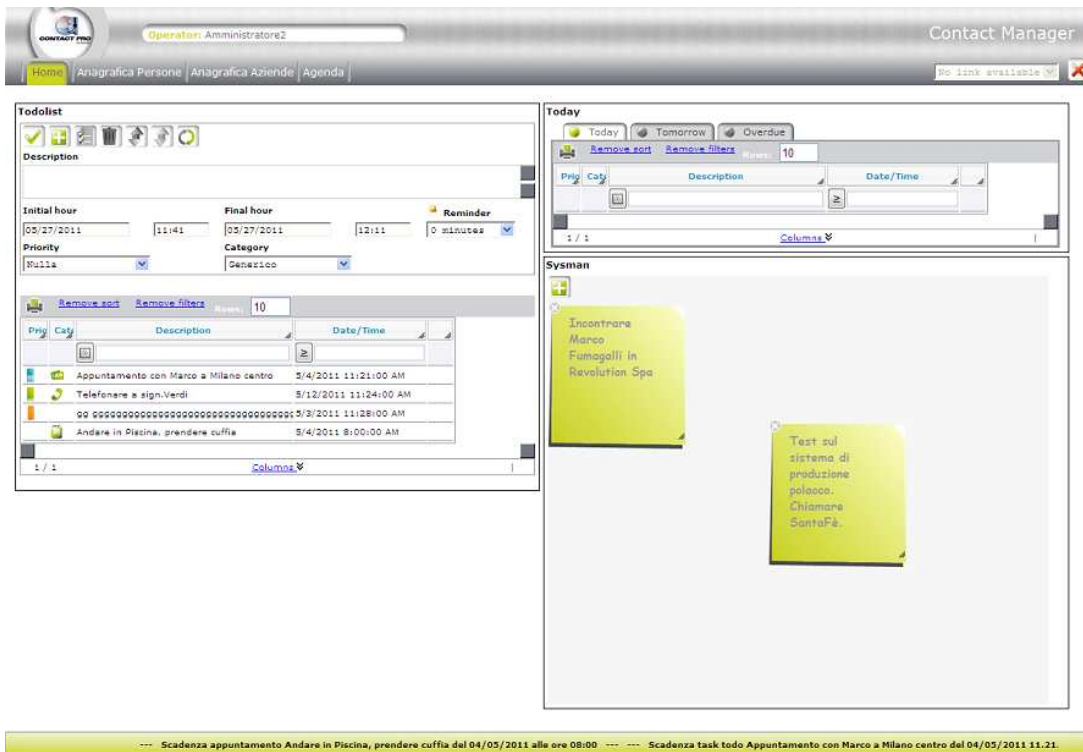 CONTACT PRO
Operator: Amministratore2
Contact Manager
Home Anagrafica Persone Anagrafica Aziende Agenda
No link available
Todolist
Description
Initial hour Final hour Reminder
05/27/2011 11:41 05/27/2011 12:11 0 minutes
Priority Category
Nulla Generico
Remove sort Remove filters Rows: 10
Prig Categ Description Date/Time
≥
Appuntamento con Marco a Milano centro 5/4/2011 11:21:00 AM
Telefonare a sign.Verdi 5/12/2011 11:24:00 AM
5/3/2011 11:28:00 AM
Andare in Piscina, prendere cuffia 5/4/2011 8:00:00 AM
1 / 1 Columns |
Today
Today Tomorrow Overdue
Remove sort Remove filters Rows: 10
Description Date/Time
≥
1 / 1 Columns |
Sysman
Incontrare
Marco
Fumagalli in
Revolution Spa
Test sul
sistema di
produzione
polacco.
Chiamare
SantaFè.
--- Scadenza appuntamento Andare in Piscina, prendere cuffia del 04/05/2011 alle ore 08:00 --- --- Scadenza task todo Appuntamento con Marco a Milano centro del 04/05/2011 11.21.